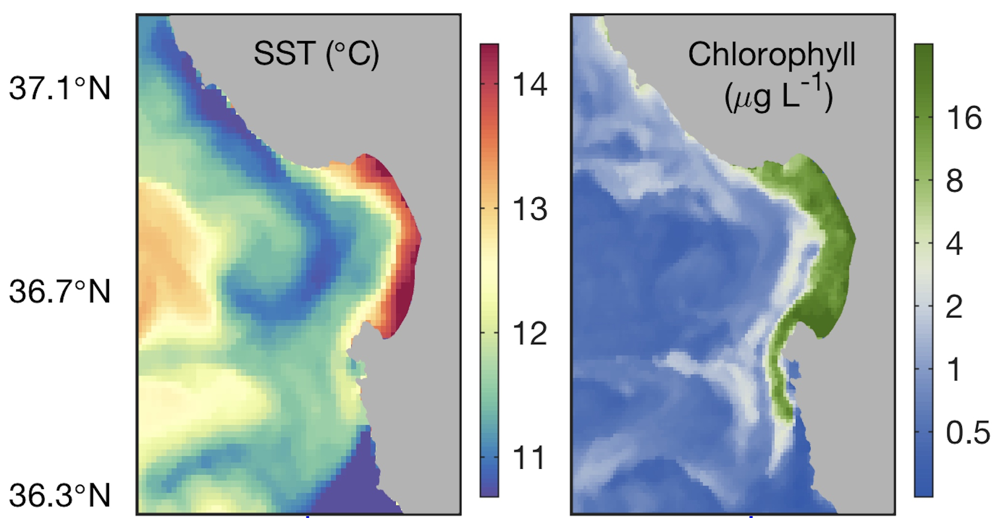 SST (°C)
37.1°N
36.7°N
36.3°N
14
13
12
11
Chlorophyll
(μg L⁻¹)
16
8
4
2
1
0.5